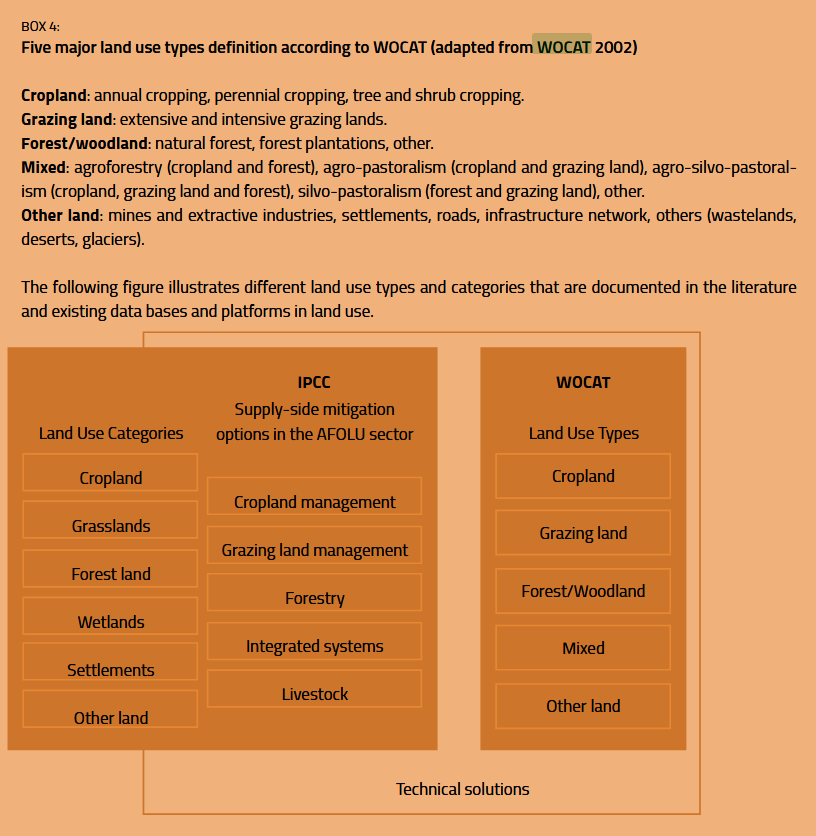 BOX 4:
Five major land use types definition according to WOCAT (adapted from WOCAT 2002)
Cropland: annual cropping, perennial cropping, tree and shrub cropping.
Grazing land: extensive and intensive grazing lands.
Forest/woodland: natural forest, forest plantations, other.
Mixed: agroforestry (cropland and forest), agro-pastoralism (cropland and grazing land), agro-silvo-pastoral-
ism (cropland, grazing land and forest), silvo-pastoralism (forest and grazing land), other.
Other land: mines and extractive industries, settlements, roads, infrastructure network, others (wastelands,
deserts, glaciers).
The following figure illustrates different land use types and categories that are documented in the literature
and existing data bases and platforms in land use.
IPCC
Land Use Categories
Cropland
Grasslands
Forest land
Wetlands
Settlements
Other land
Supply-side mitigation
options in the AFOLU sector
Cropland management
Grazing land management
Forestry
Integrated systems
Livestock
WOCAT
Land Use Types
Cropland
Grazing land
Forest/Woodland
Mixed
Other land
Technical solutions